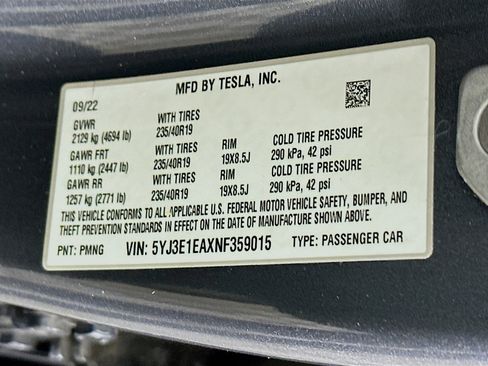 MFD BY TESLA, INC.
09/22
GVWR WITH TIRES
2129 kg (4694 lb) 235/40R19
GAWR FRT WITH TIRES RIM COLD TIRE PRESSURE
1110 kg (2447 lb) 235/40R19 19X8.5J 290 kPa, 42 psi
GAWR RR WITH TIRES RIM COLD TIRE PRESSURE
1257 kg (2771 lb) 235/40R19 19X8.5J 290 kPa, 42 psi
THIS VEHICLE CONFORMS TO ALL APPLICABLE U.S. FEDERAL MOTOR VEHICLE SAFETY, BUMPER, AND
THEFT PREVENTION STANDARDS IN EFFECT ON THE DATE OF MANUFACTURE SHOWN ABOVE.
PNT: PMNG VIN: 5YJ3E1EAXNF359015 TYPE: PASSENGER CAR